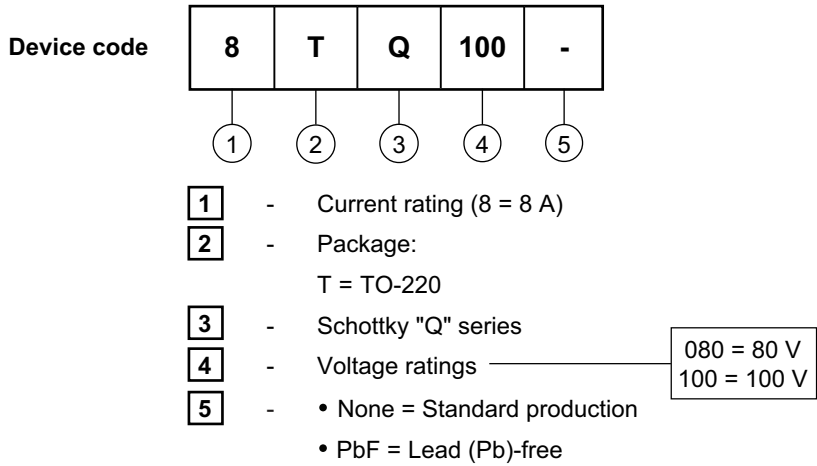 Device code 8 T Q 100 -
1 2 3 4 5
1 - Current rating (8 = 8 A)
2 - Package:
T = TO-220
3 - Schottky "Q" series
4 - Voltage ratings
080 = 80 V
100 = 100 V
5 - • None = Standard production
• PbF = Lead (Pb)-free